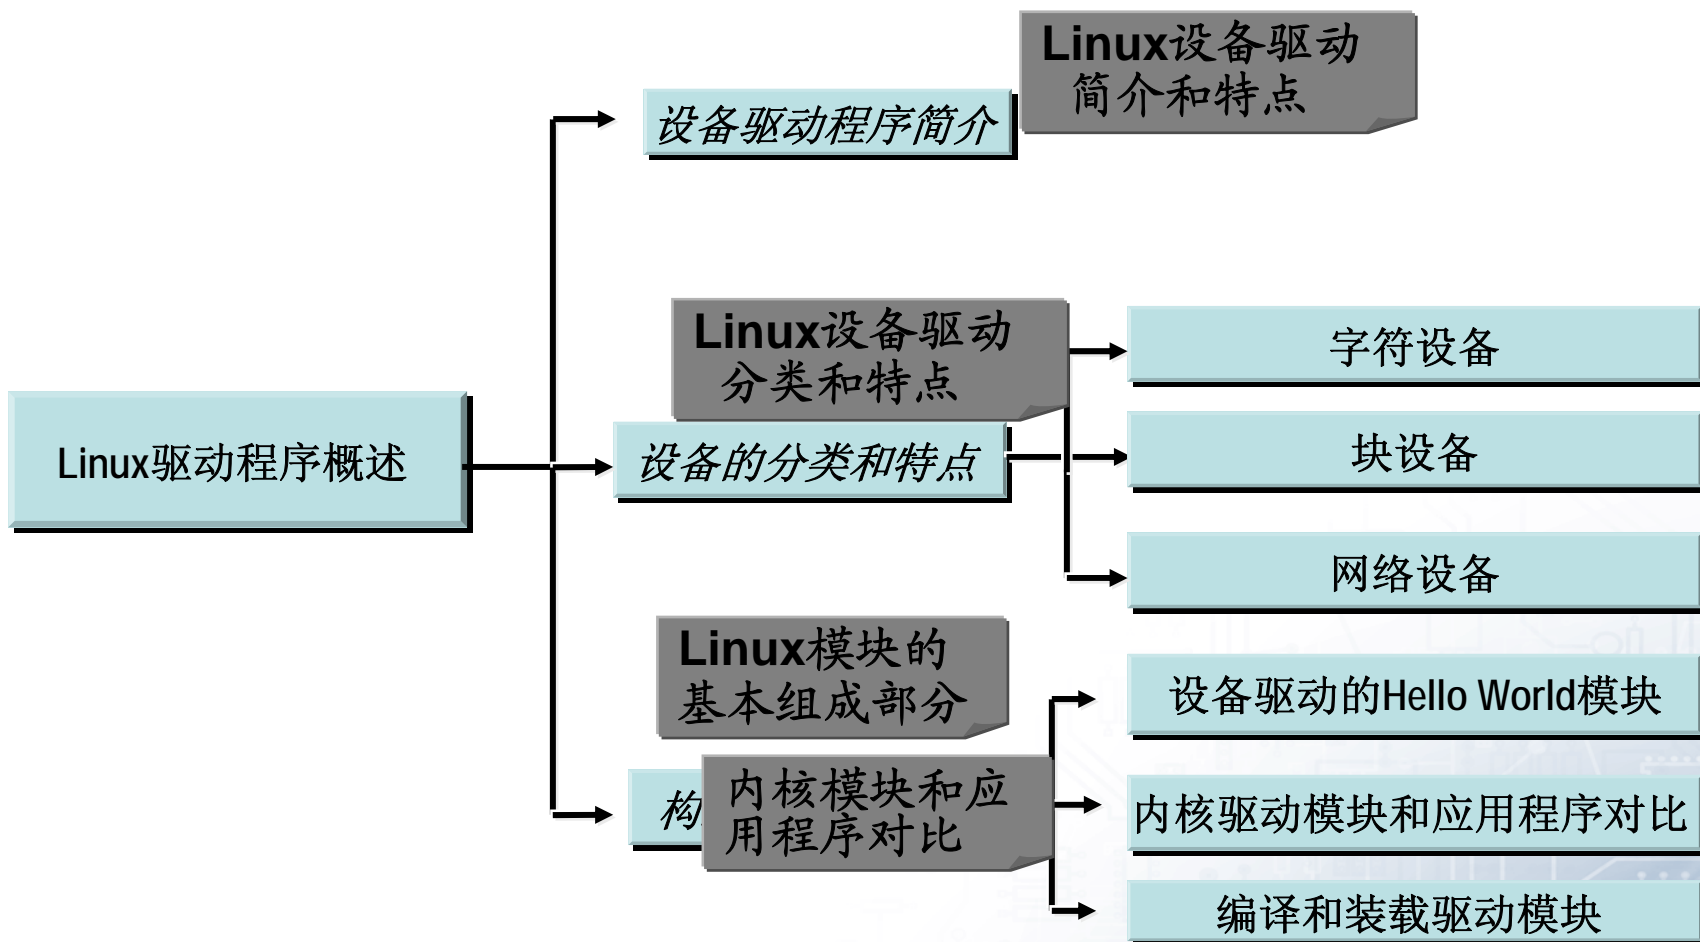 Linux设备驱动
简介和特点
设备驱动程序简介
Linux设备驱动
分类和特点
字符设备
Linux驱动程序概述
设备的分类和特点
块设备
网络设备
Linux模块的
基本组成部分
设备驱动的Hello World模块
构
内核模块和应
用程序对比
内核驱动模块和应用程序对比
编译和装载驱动模块